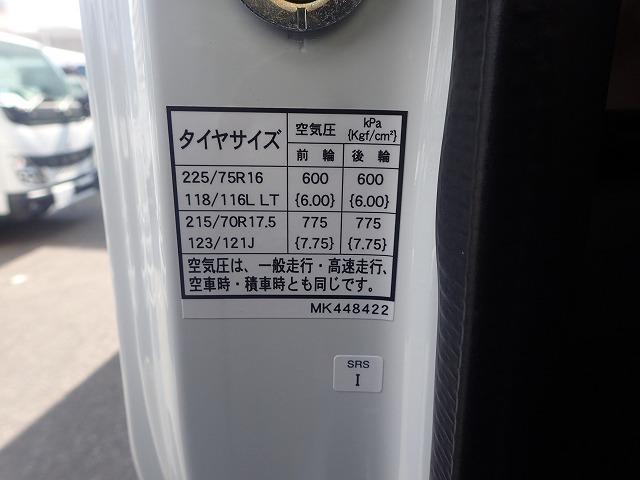 タイヤサイズ 空気圧 kPa {Kgf/cm²}
前輪 後輪
225/75R16 600 600
118/116L LT {6.00} {6.00}
215/70R17.5 775 775
123/121J {7.75} {7.75}
空気圧は、一般走行・高速走行、
空車時・積車時とも同じです。
MK448422
SRS
I